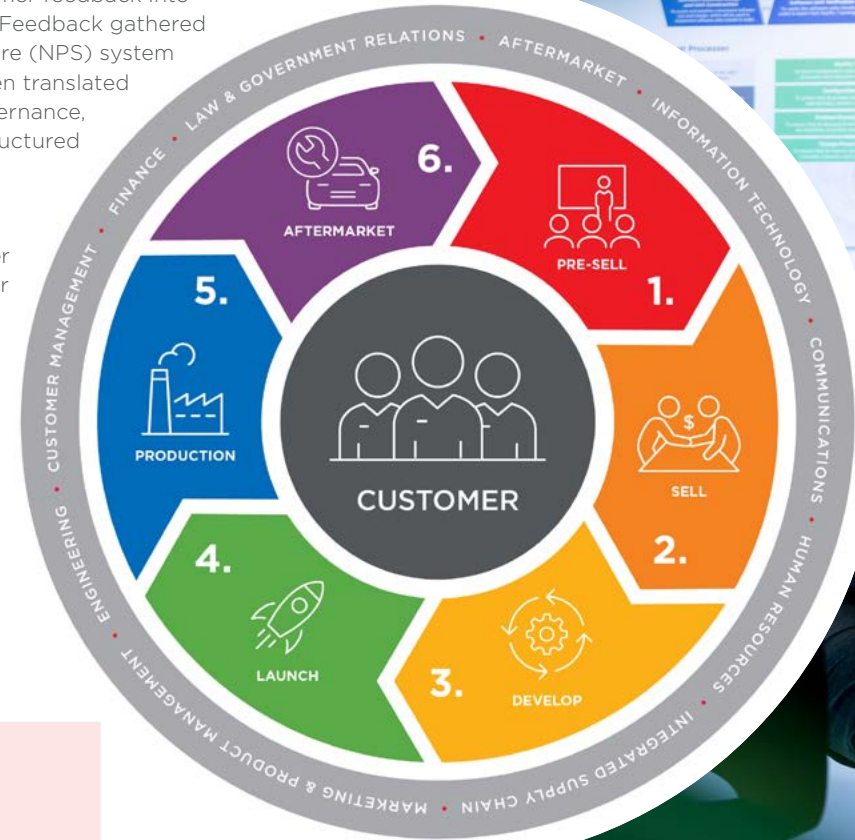 mer feedback into
Feedback gathered
re (NPS) system
en translated
ernance,
uctured
er
r
FINANCE • LAW & GOVERNMENT RELATIONS • AFTERMARKET • INFORMATION TECHNOLOGY • COMMUNICATIONS • HUMAN RESOURCES • INTEGRATED SUPPLY CHAIN • MARKETING & PRODUCT MANAGEMENT • ENGINEERING • CUSTOMER MANAGEMENT •
6.
AFTERMARKET
PRE-SELL
1.
5.
PRODUCTION
CUSTOMER
$
SELL
2.
4.
LAUNCH
3.
DEVELOP
Processes